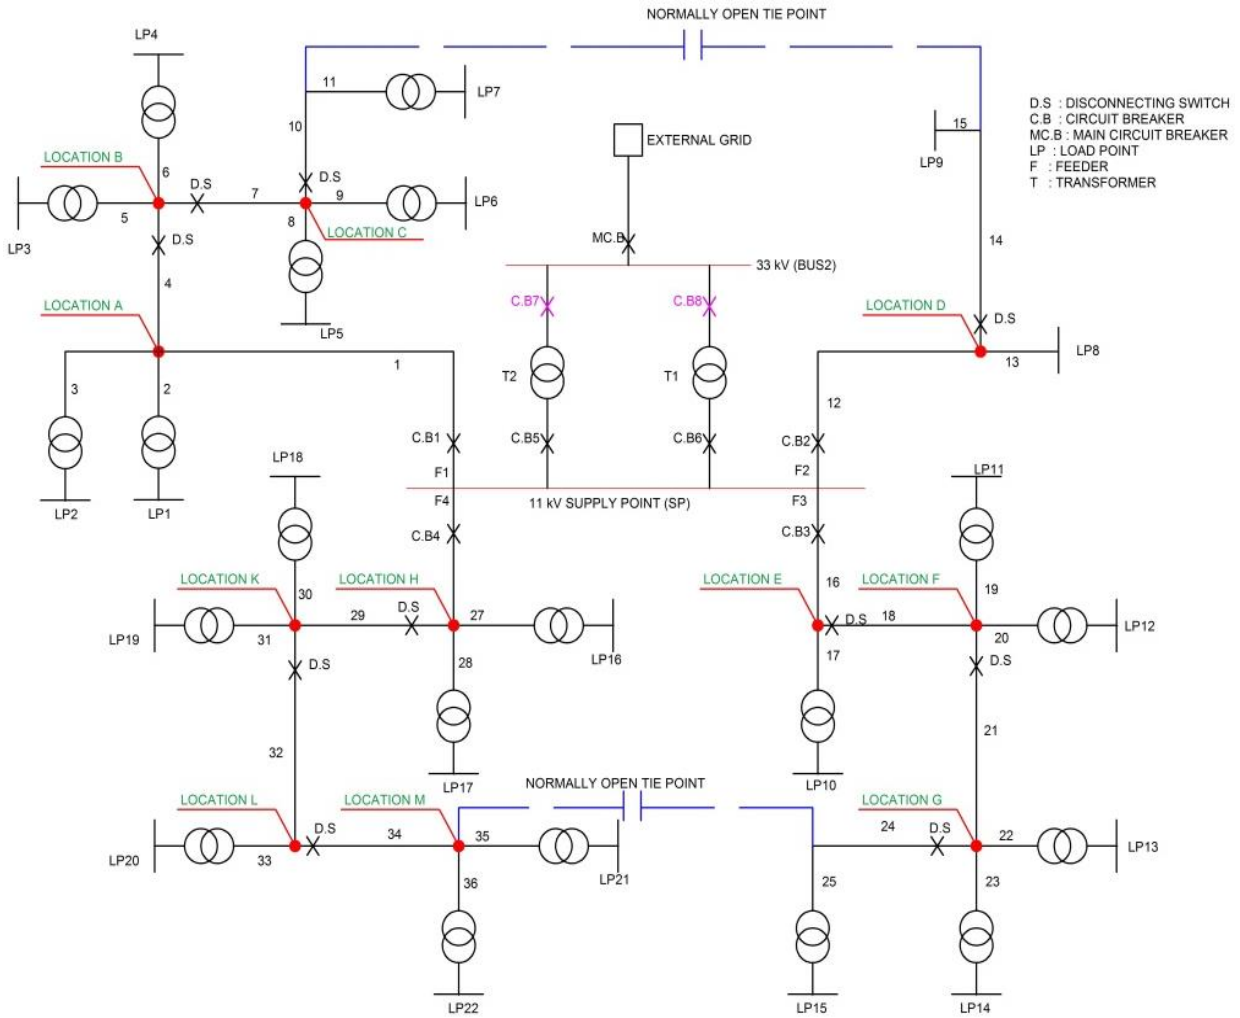 NORMALLY OPEN TIE POINT
LP4
11
LP7
D.S : DISCONNECTING SWITCH
C.B : CIRCUIT BREAKER
MC.B : MAIN CIRCUIT BREAKER
LP : LOAD POINT
F : FEEDER
T : TRANSFORMER
10
15
EXTERNAL GRID
LP9
LOCATION B
6
D.S
D.S
7
9
LP6
5
8
LOCATION C
LP3
D.S
MC.B
14
33 kV (BUS2)
4
LOCATION A
C.B7
C.B8
LOCATION D
D.S
LP5
LP8
1
13
T2
T1
3
2
12
C.B1
C.B5
C.B6
C.B2
LP18
F1
F2
LP11
LP2
LP1
F4
11 kV SUPPLY POINT (SP)
F3
C.B4
C.B3
LOCATION K
LOCATION H
LOCATION E
LOCATION F
30
16
19
29
D.S
27
D.S
18
LP19
31
LP16
20
LP12
D.S
28
17
D.S
32
21
LP17
NORMALLY OPEN TIE POINT
LP10
LOCATION L
LOCATION M
LOCATION G
D.S
34
35
24
D.S
22
LP20
33
LP21
LP13
36
25
23
LP22
LP15
LP14